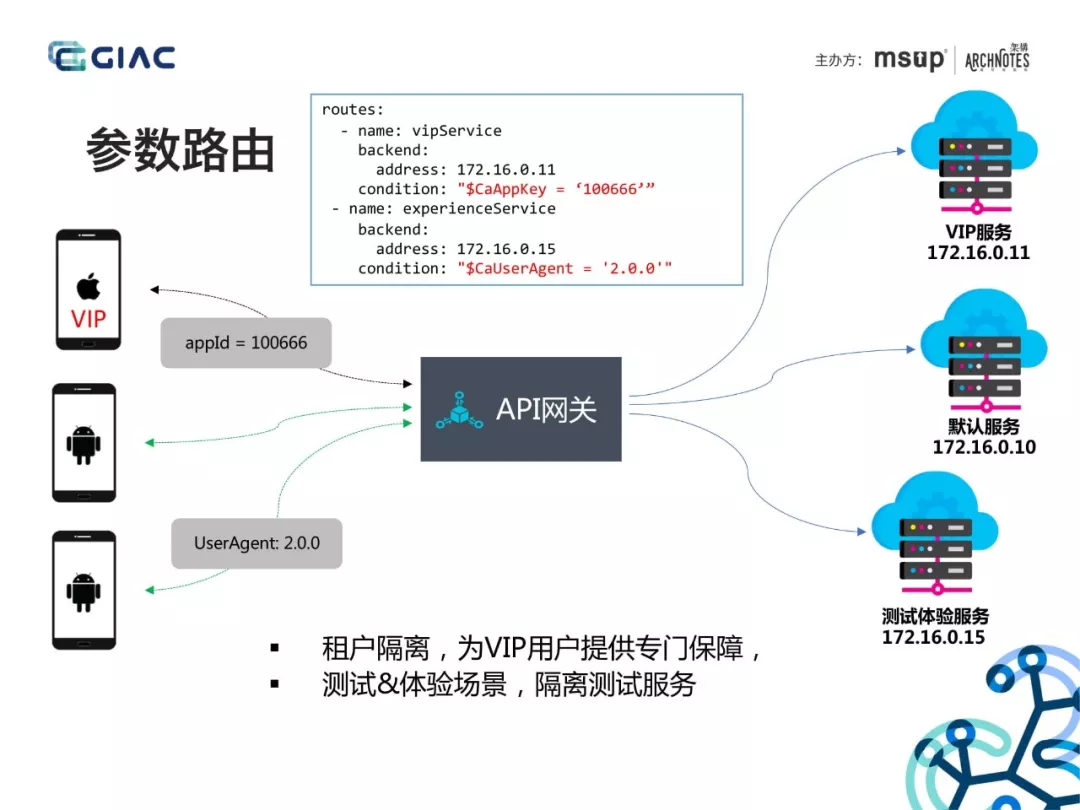 GIAC
主办方：
msup
架構
ARCHNOTES
参数路由
routes:
- name: vipService
backend:
address: 172.16.0.11
condition: "$CaAppKey = ‘100666’”
- name: experienceService
backend:
address: 172.16.0.15
condition: "$CaUserAgent = '2.0.0'"
VIP
appId = 100666
API网关
UserAgent: 2.0.0
VIP服务
172.16.0.11
默认服务
172.16.0.10
测试体验服务
172.16.0.15
▪ 租户隔离，为VIP用户提供专门保障，
▪ 测试&体验场景，隔离测试服务